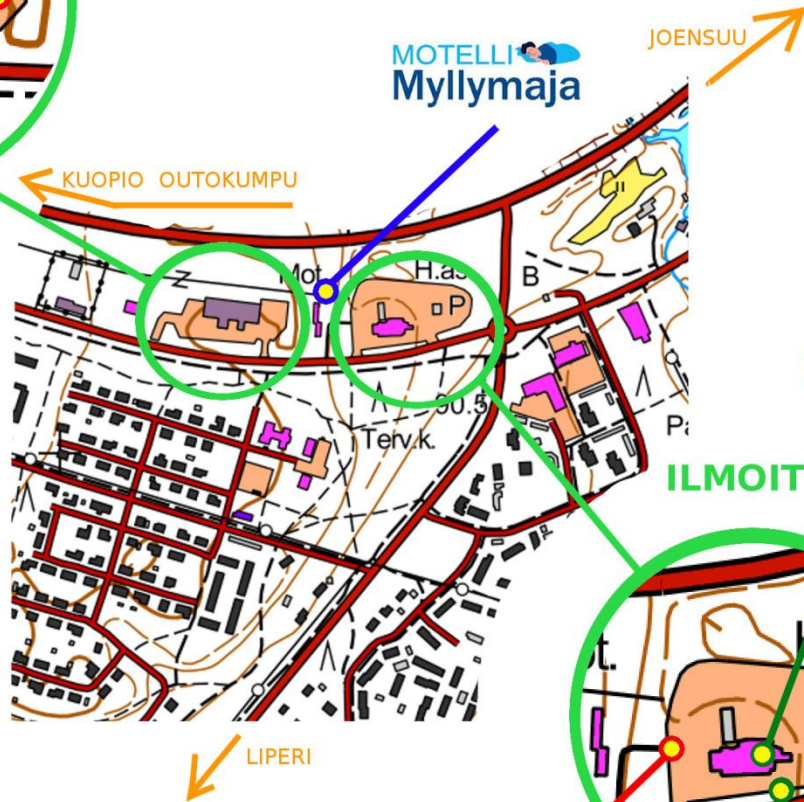 JOENSUU
MOTELLI
Myllymaja
KUOPIO OUTOKUMPU
Mot.
H.as
P
B
90.5
Terv.k.
Pa
ILMOIT
t.
LIPERI